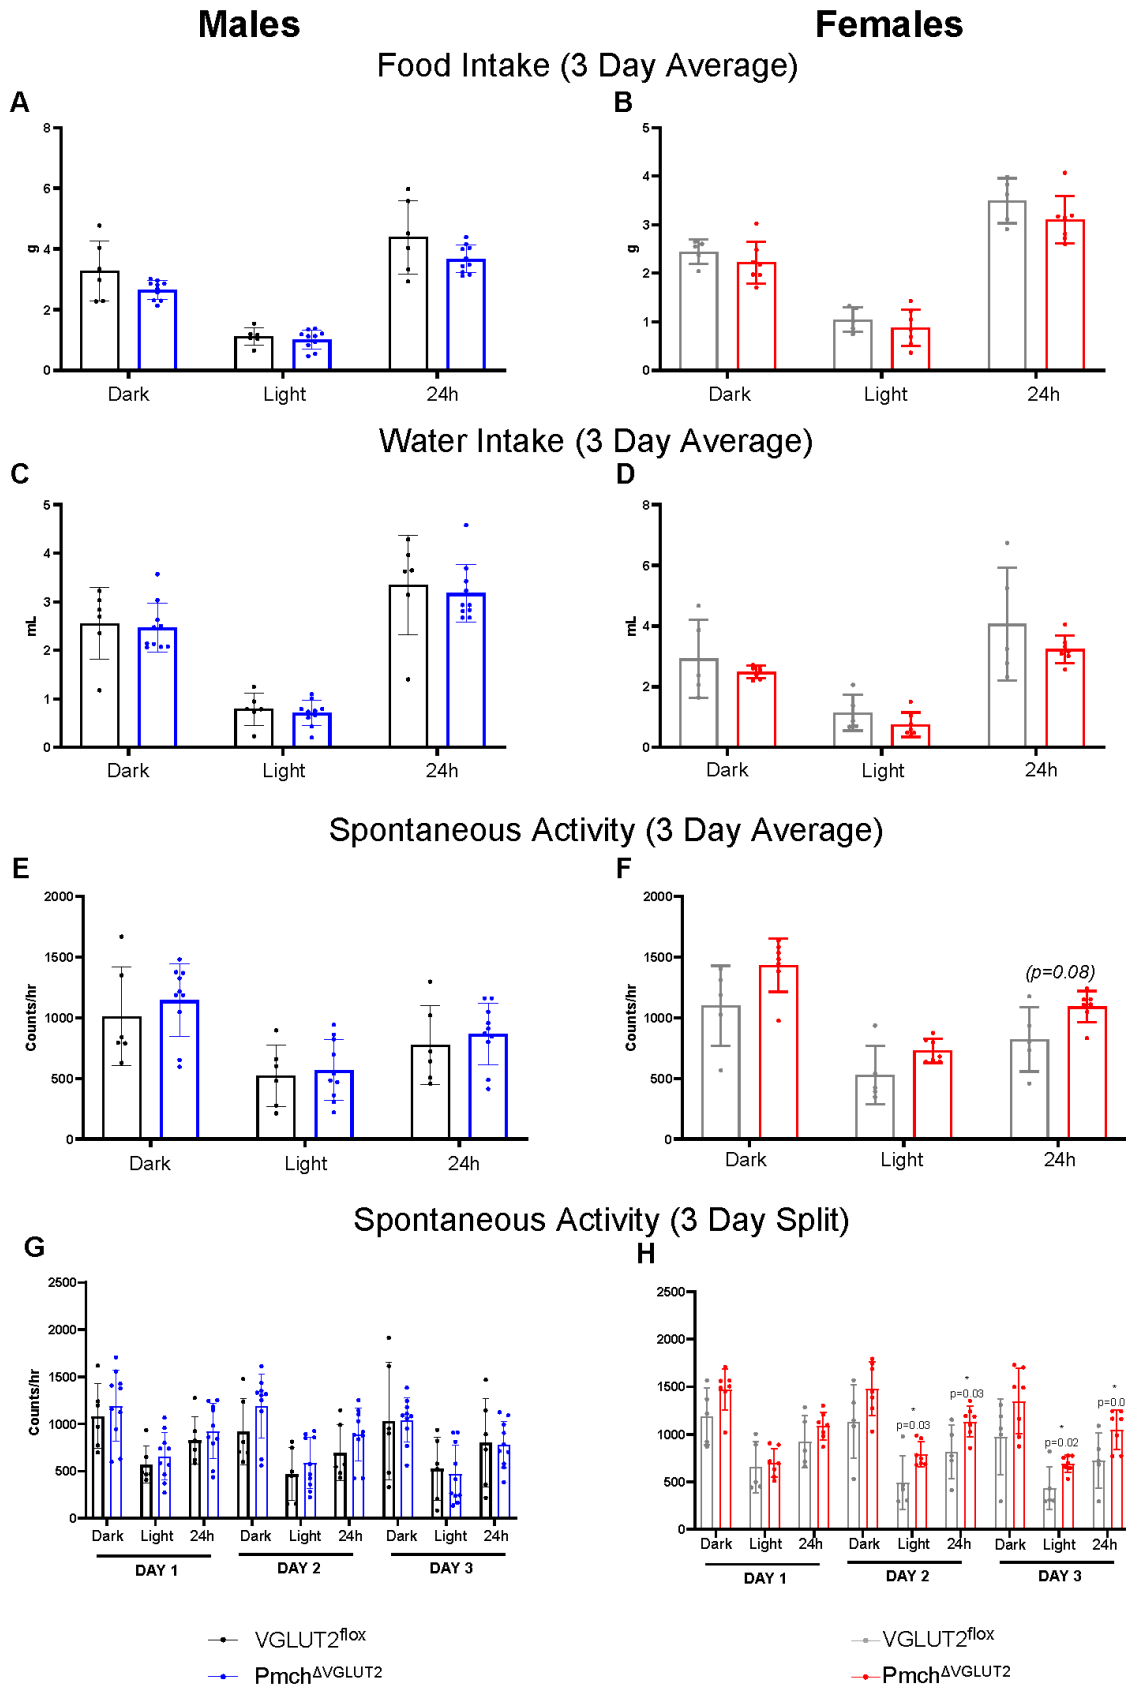 Males Females
Food Intake (3 Day Average)
A B
8
6
4
2
0
g
Dark Light 24h
5
4
3
2
1
0
g
Dark Light 24h
Water Intake (3 Day Average)
C D
5
4
3
2
1
0
mL
Dark Light 24h
8
6
4
2
0
mL
Dark Light 24h
Spontaneous Activity (3 Day Average)
E F
2000
1500
1000
500
0
Counts/hr
Dark Light 24h
2000
1500
1000
500
0
Counts/hr
(p=0.08)
Dark Light 24h
Spontaneous Activity (3 Day Split)
G H
2500
2000
1500
1000
500
0
Counts/hr
Dark Light 24h Dark Light 24h Dark Light 24h
DAY 1 DAY 2 DAY 3
2500
2000
1500
1000
500
0
Counts/hr
* p=0.03
* p=0.03
* p=0.02
* p=0.0
Dark Light 24h Dark Light 24h Dark Light 24h
DAY 1 DAY 2 DAY 3
VGLUT2flox
PmchΔVGLUT2
VGLUT2flox
PmchΔVGLUT2